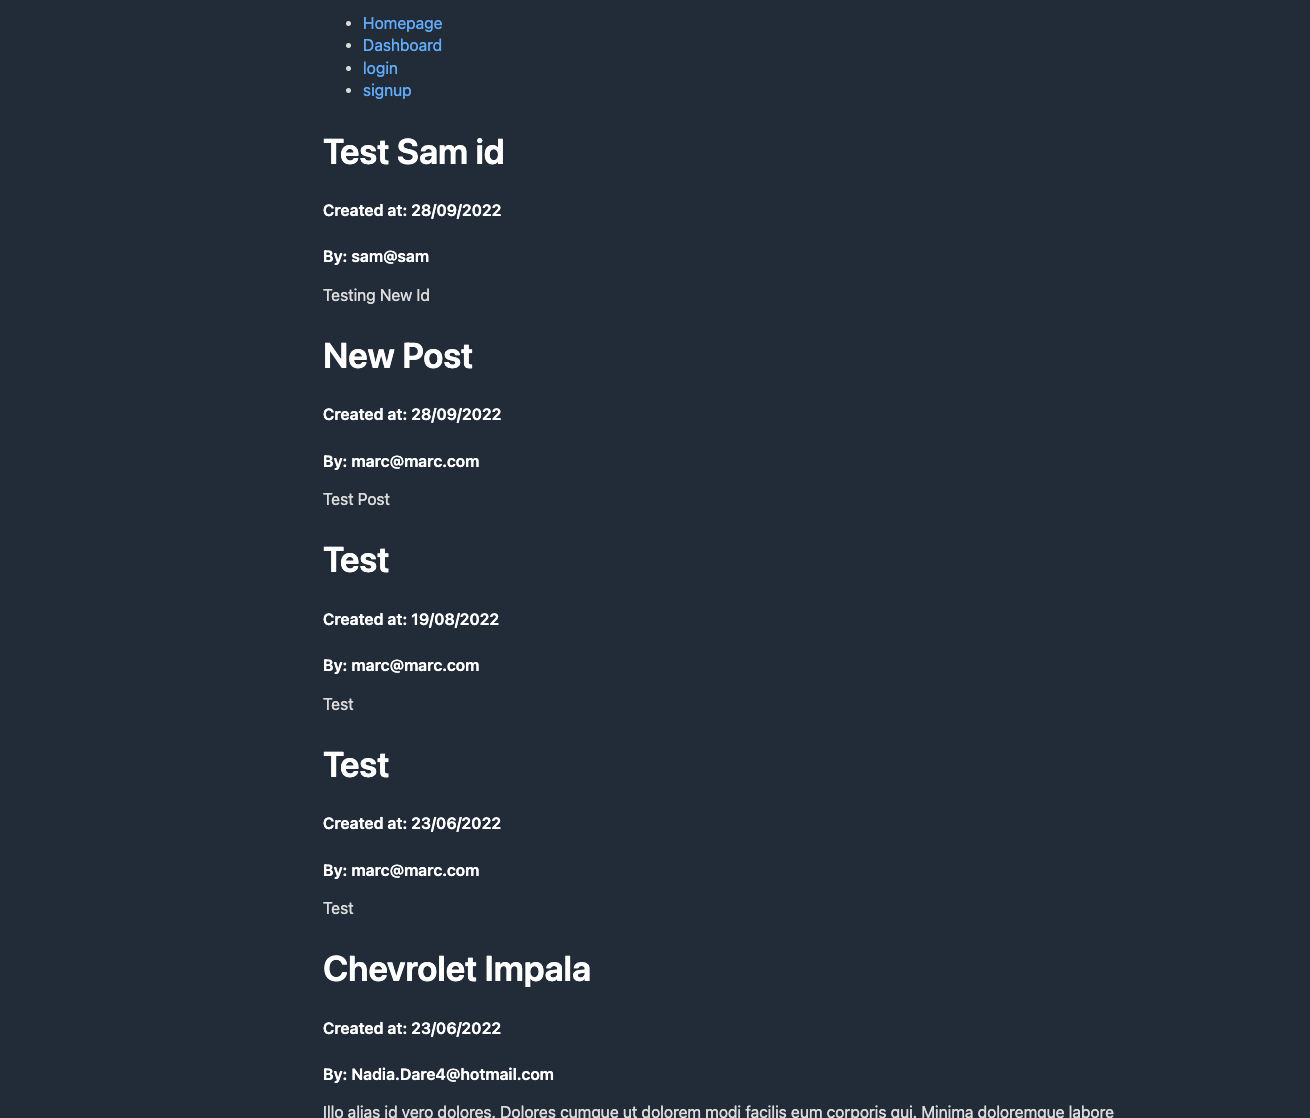 Homepage
Dashboard
login
signup
Test Sam id
Created at: 28/09/2022
By: sam@sam
Testing New Id
New Post
Created at: 28/09/2022
By: marc@marc.com
Test Post
Test
Created at: 19/08/2022
By: marc@marc.com
Test
Test
Created at: 23/06/2022
By: marc@marc.com
Test
Chevrolet Impala
Created at: 23/06/2022
By: Nadia.Dare4@hotmail.com
Illo alias id vero dolores. Dolores cumque ut dolorem modi facilis eum corporis qui. Minima doloremque labore